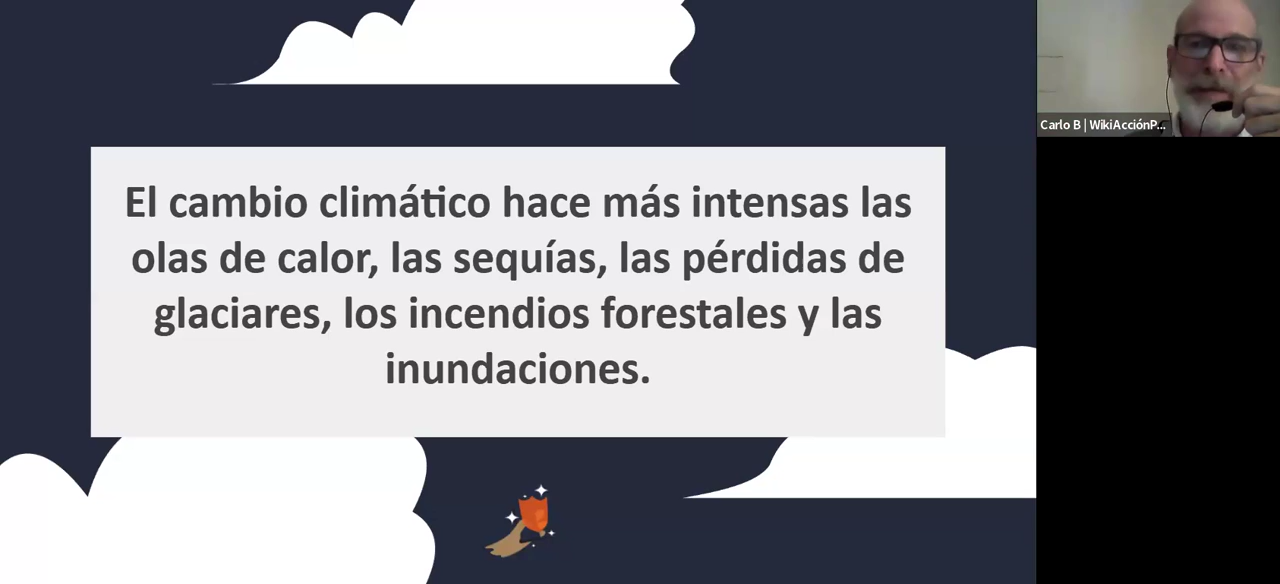 El cambio climático hace más intensas las
olas de calor, las sequías, las pérdidas de
glaciares, los incendios forestales y las
inundaciones.
Carlo B | WikiAcciónP...